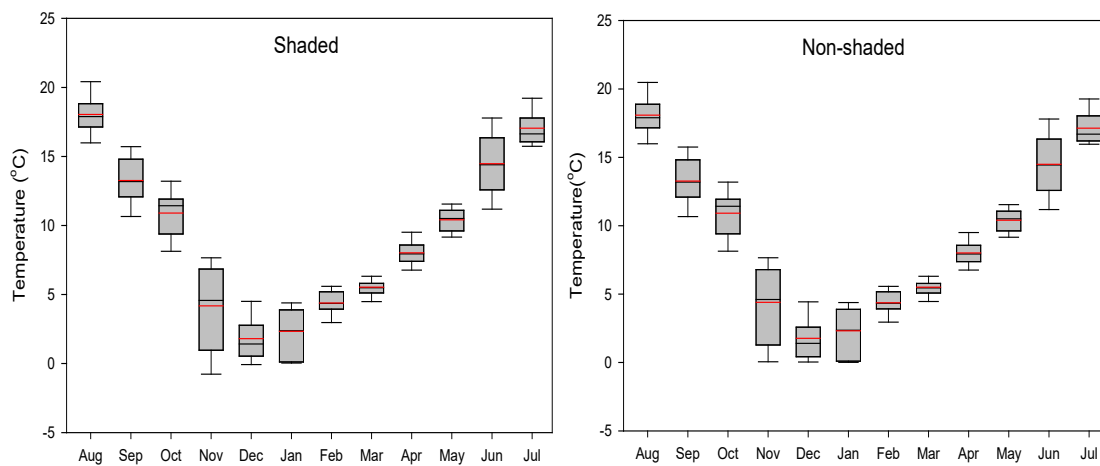 Shaded
Temperature (°C)
25
20
15
10
5
0
-5
Aug Sep Oct Nov Dec Jan Feb Mar Apr May Jun Jul
Non-shaded
Temperature(°C)
25
20
15
10
5
0
-5
Aug Sep Oct Nov Dec Jan Feb Mar Apr May Jun Jul